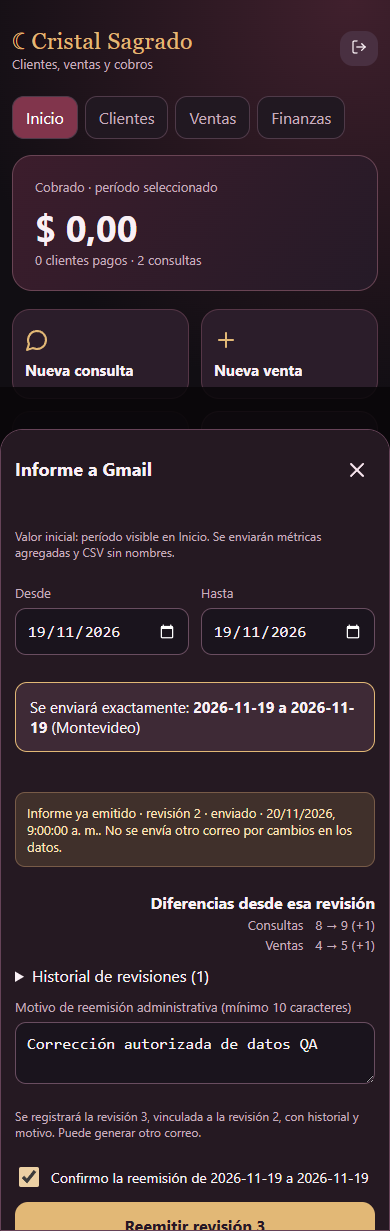 Cristal Sagrado
Clientes, ventas y cobros
Inicio
Clientes
Ventas
Finanzas
Cobrado · período seleccionado
$ 0,00
0 clientes pagos · 2 consultas
Nueva consulta
Nueva venta
Informe a Gmail
Valor inicial: período visible en Inicio. Se enviarán métricas
agregadas y CSV sin nombres.
Desde
Hasta
19/11/2026
19/11/2026
Se enviará exactamente: 2026-11-19 a 2026-11-
19 (Montevideo)
Informe ya emitido · revisión 2 · enviado · 20/11/2026,
9:00:00 a. m.. No se envía otro correo por cambios en los
datos.
Diferencias desde esa revisión
Consultas 8 → 9 (+1)
Ventas 4 → 5 (+1)
Historial de revisiones (1)
Motivo de reemisión administrativa (mínimo 10 caracteres)
Corrección autorizada de datos QA
Se registrará la revisión 3, vinculada a la revisión 2, con historial y
motivo. Puede generar otro correo.
Confirmo la reemisión de 2026-11-19 a 2026-11-19
Reemitir revisión 3